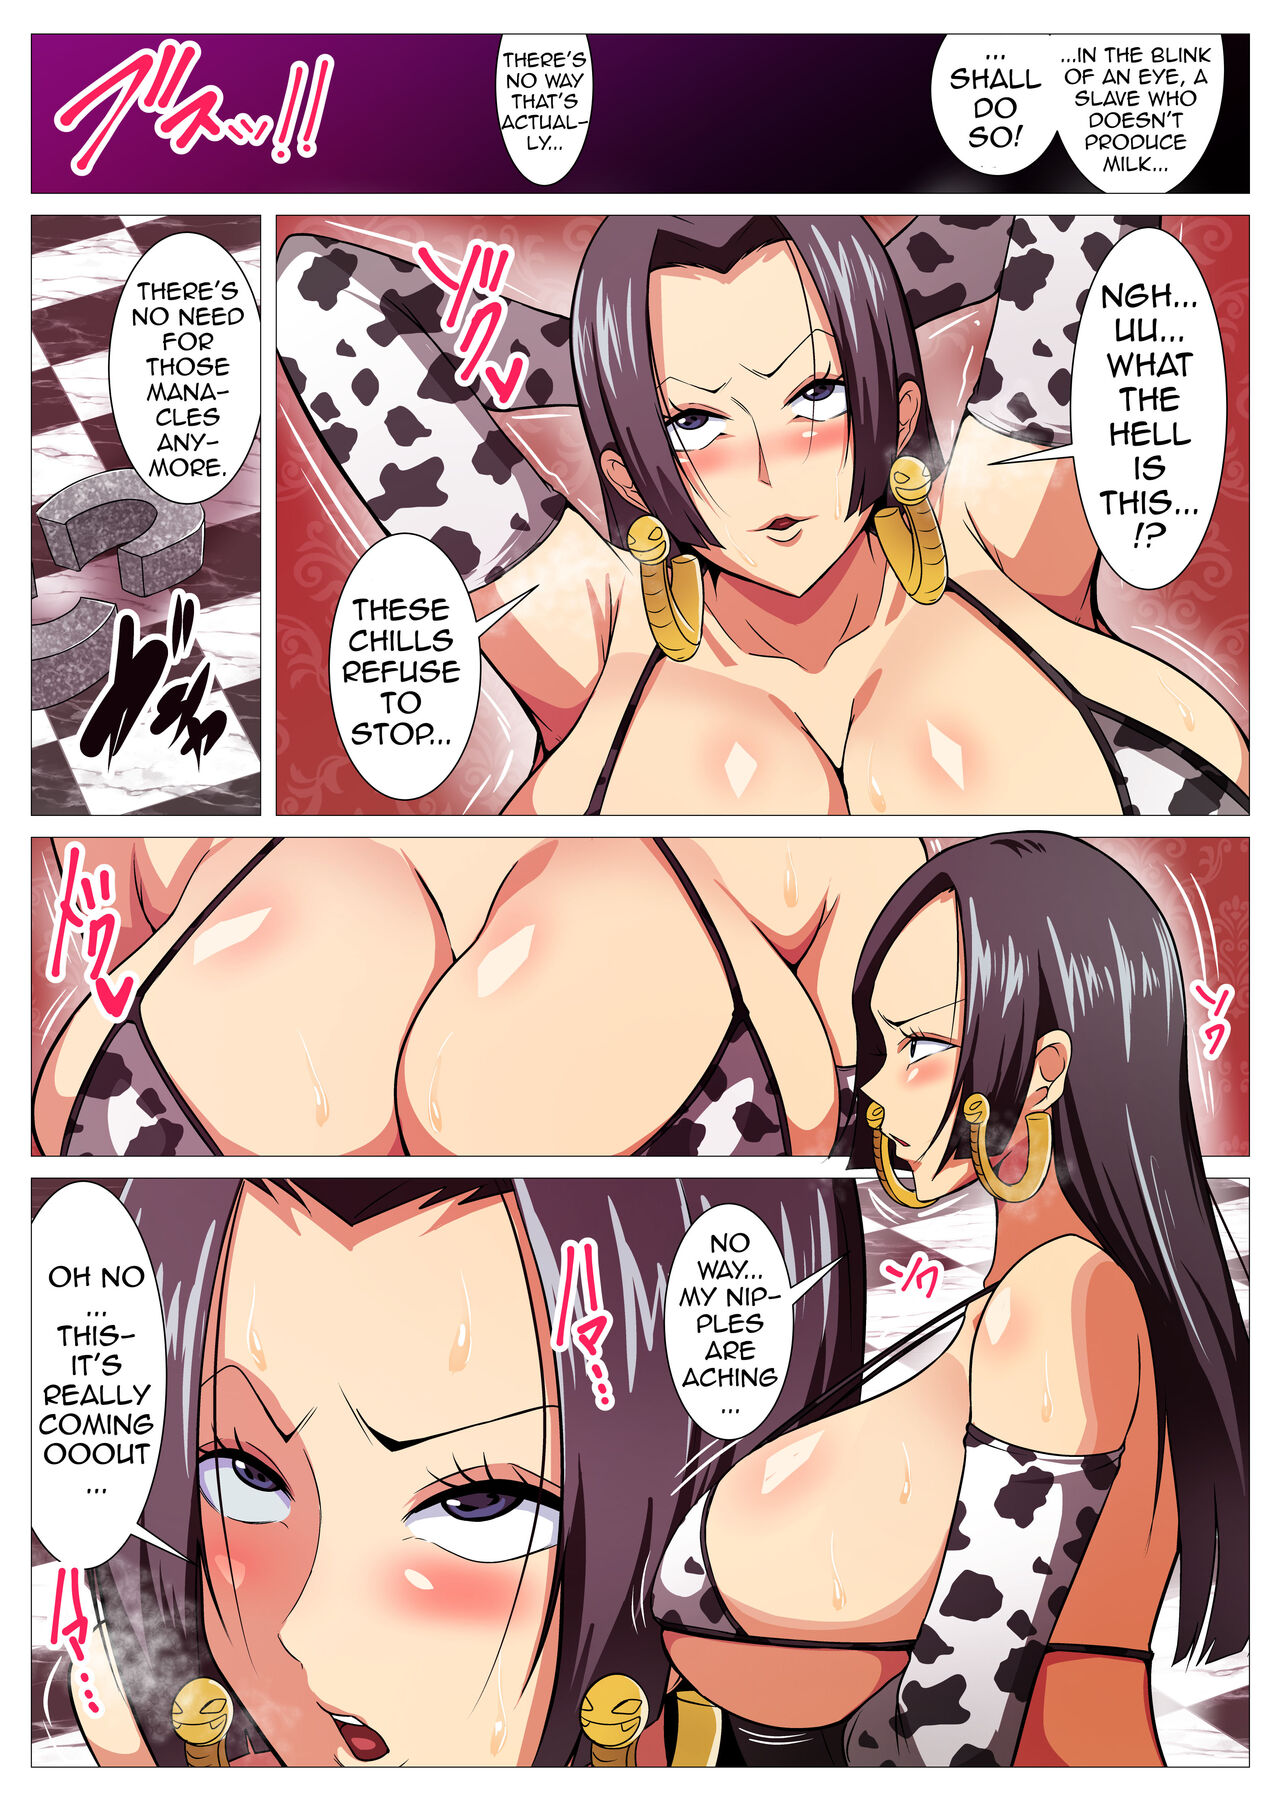 ...IN THE BLINK
OF AN EYE, A
SLAVE WHO
DOESN'T
PRODUCE
MILK...
...
SHALL
DO
SO!
THERE'S
NO WAY
THAT'S
ACTUAL-
LY...
ブスッ!!
NGH...
UU...
WHAT
THE
HELL
IS
THIS...
!?
ゾクッ
THESE
CHILLS
REFUSE
TO
STOP...
THERE'S
NO NEED
FOR
THOSE
MANA-
CLES
ANY-
MORE.
ガシャ
ゾク
ドク
NO
WAY...
MY NIP-
PLES
ARE
ACHING
...
ゾク
ハァ...
OH NO
...
THIS-
IT'S
REALLY
COMING
OOOUT
...
ハァ...